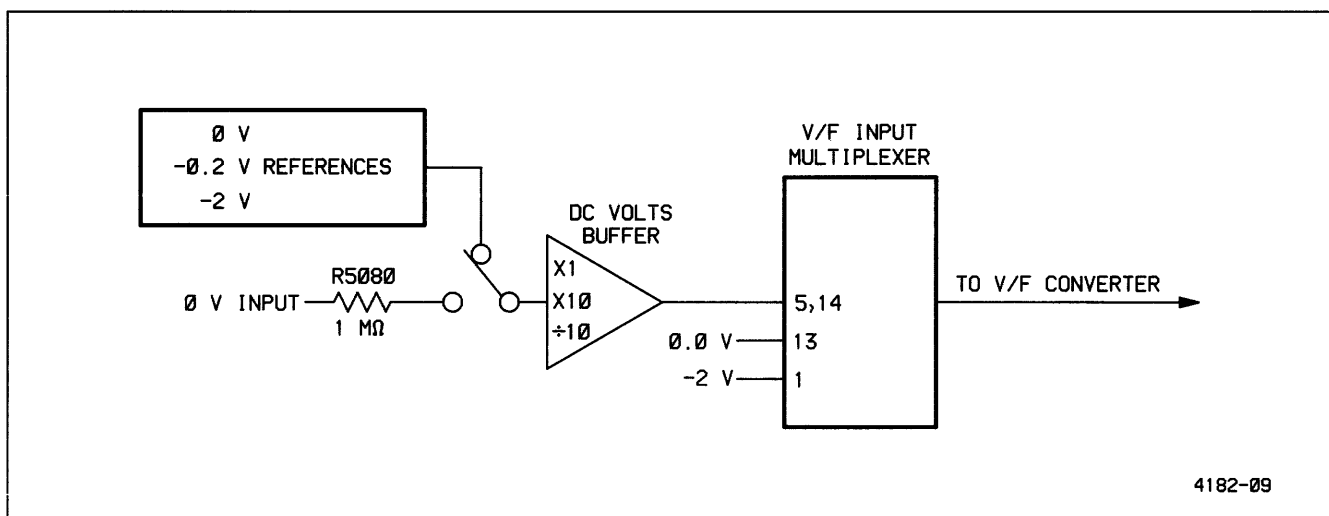 0 V
-0.2 V REFERENCES
-2 V
R5080
0 V INPUT
1 MΩ
DC VOLTS
BUFFER
X1
X10
÷10
V/F INPUT
MULTIPLEXER
5,14
0.0 V
13
-2 V
1
TO V/F CONVERTER
4182-09